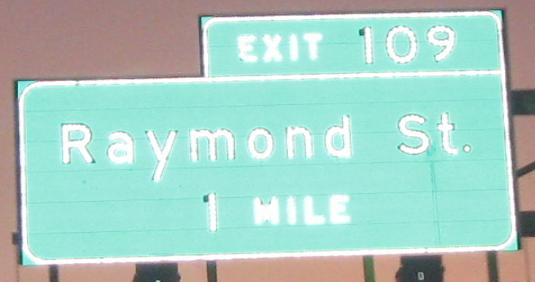 EXIT 109
Raymond St.
1 MILE